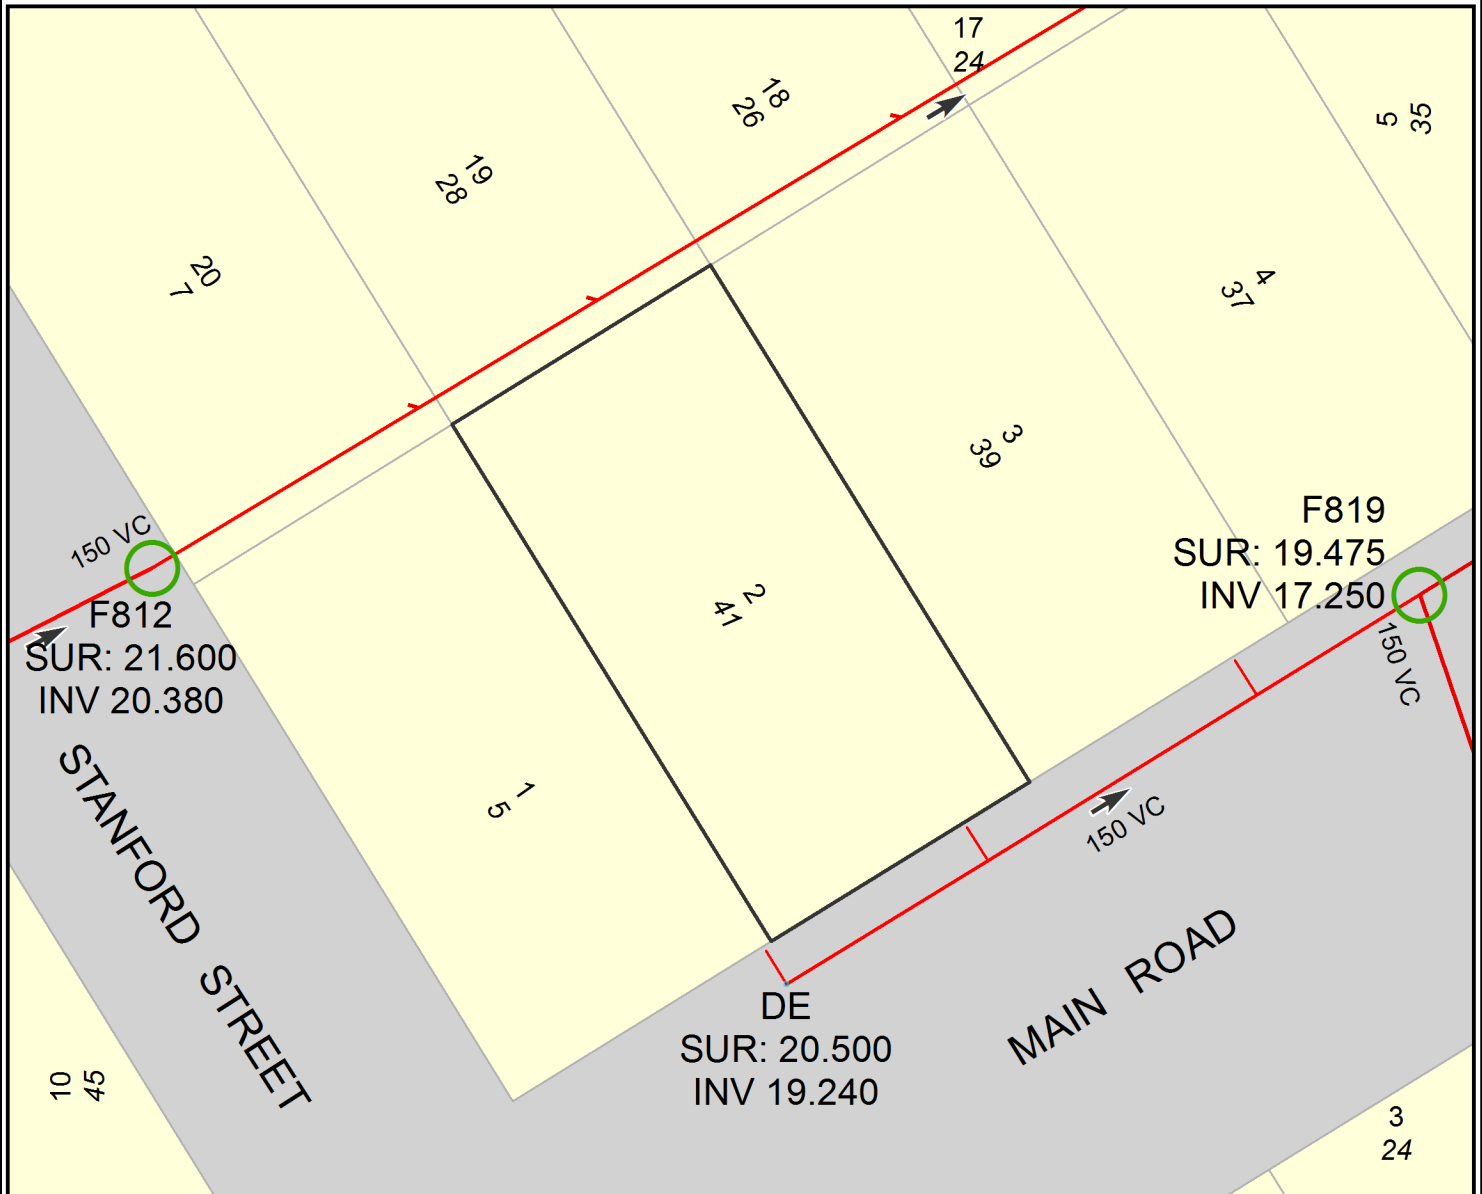 17
24
18
26
5
35
19
28
20
7
4
37
3
39
F819
SUR: 19.475
INV 17.250
150 VC
150 VC
F812
SUR: 21.600
INV 20.380
2
41
1
5
150 VC
STANFORD STREET
MAIN ROAD
DE
SUR: 20.500
INV 19.240
10
45
3
24